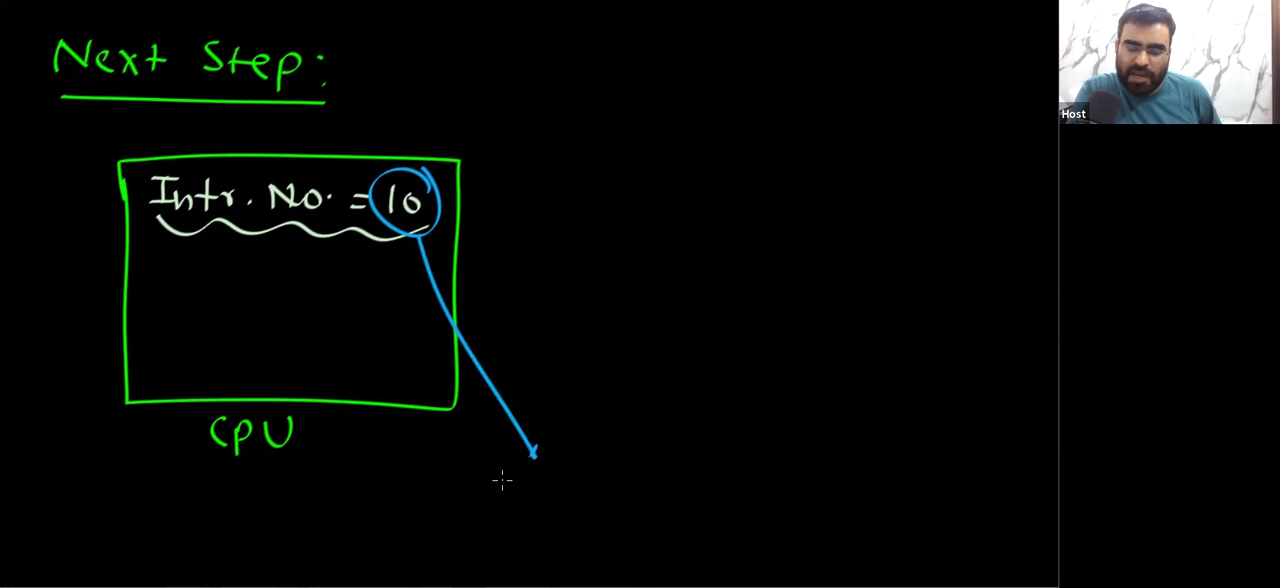 Next Step:
Intr. No. = 10
CPU
Host